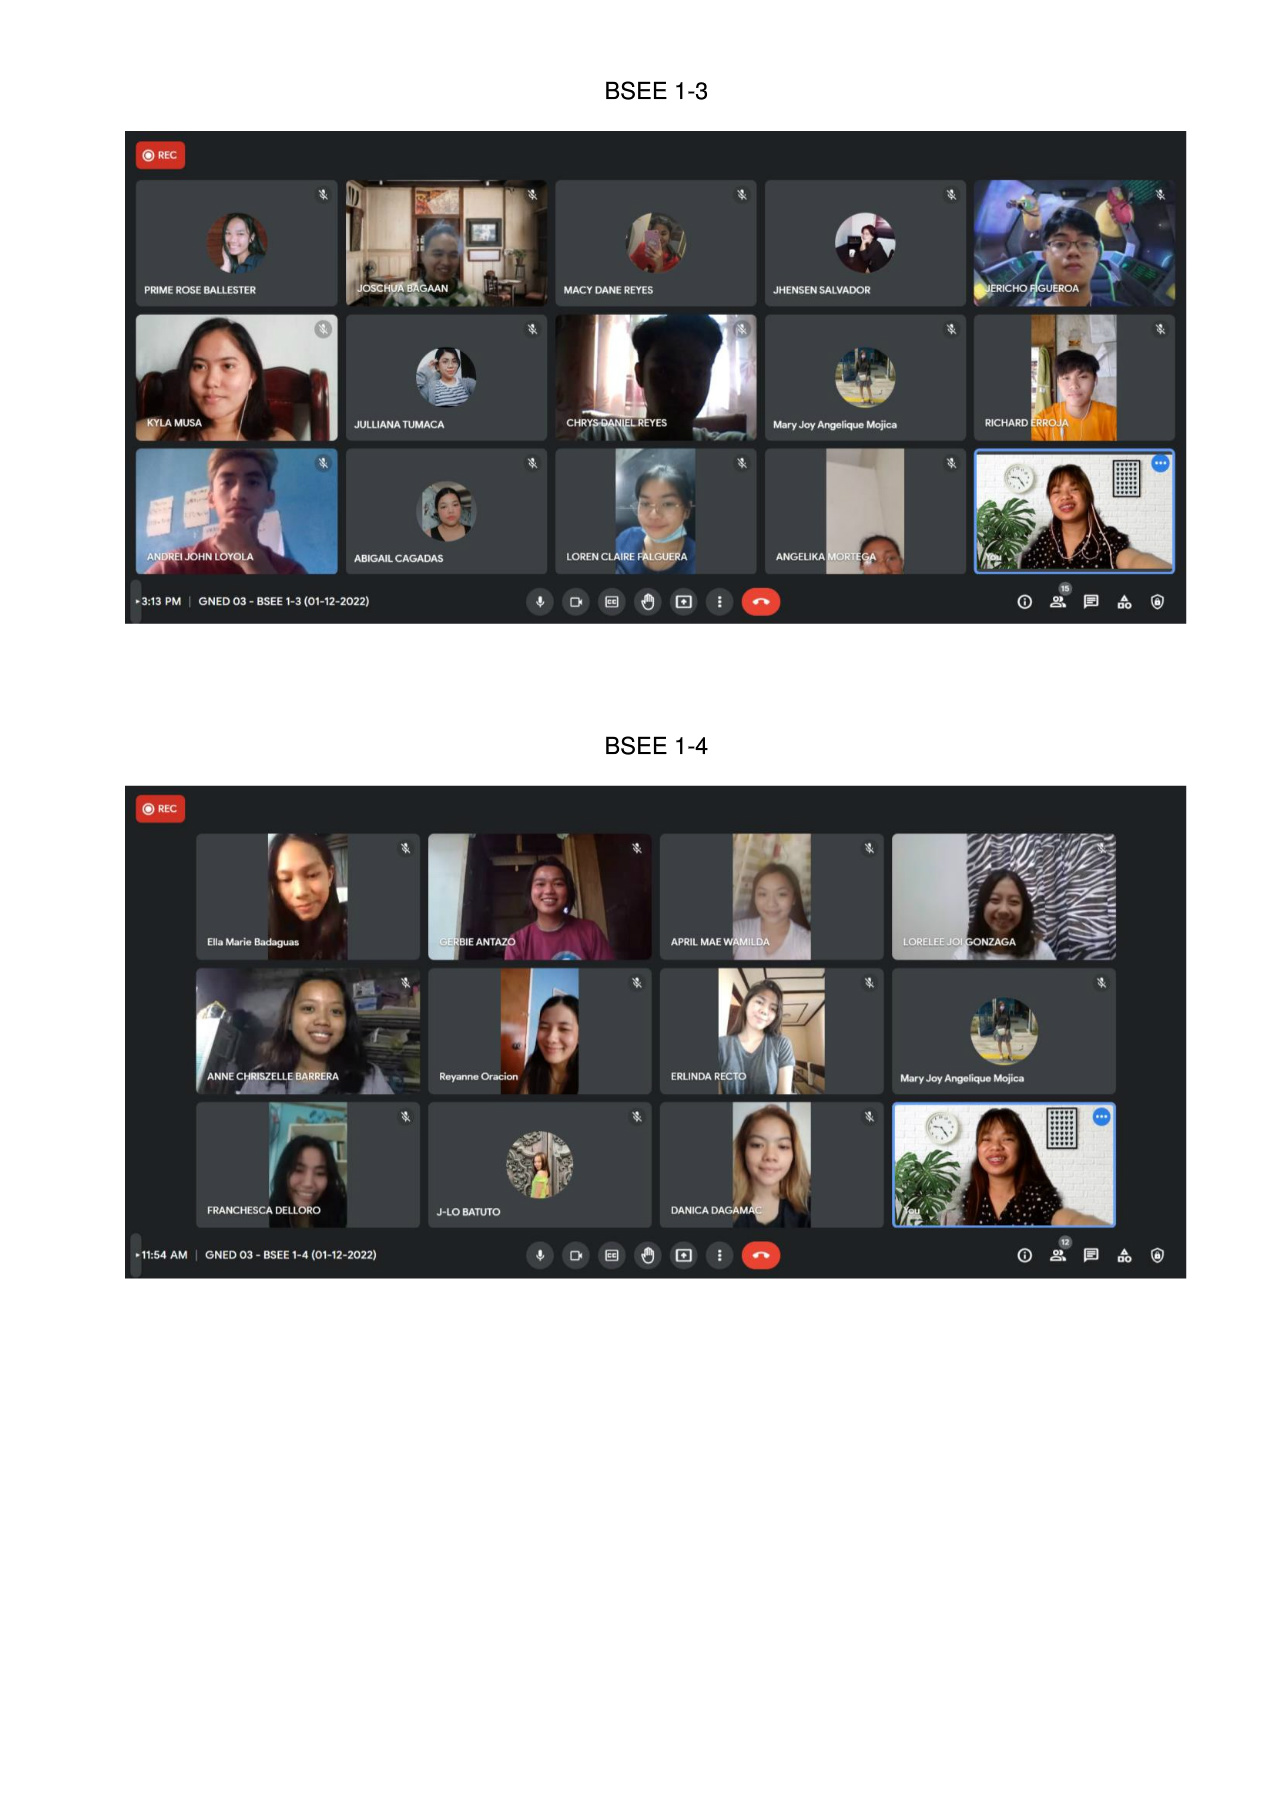 BSEE 1-3
REC
PRIME ROSE BALLESTER
JOSCHUA BAGAAN
MACY DANE REYES
JHENSEN SALVADOR
JERICHO FIGUEROA
KYLA MUSA
JULLIANA TUMACA
CHRYS DANIEL REYES
Mary Joy Angelique Mojica
RICHARD ERROJA
ANDREI JOHN LOYOLA
ABIGAIL CAGADAS
LOREN CLAIRE FALGUERA
ANGELIKA MORTEGA
You
3:13 PM | GNED 03 - BSEE 1-3 (01-12-2022)
CC
15
BSEE 1-4
REC
Ella Marie Badaguas
GERBIE ANTAZO
APRIL MAE WAMILDA
LORELEE JOI GONZAGA
ANNE CHRISZELLE BARRERA
Reyanne Oracion
ERLINDA RECTO
Mary Joy Angelique Mojica
FRANCHESCA DELLORO
J-LO BATUTO
DANICA DAGAMAC
You
11:54 AM | GNED 03 - BSEE 1-4 (01-12-2022)
CC
12